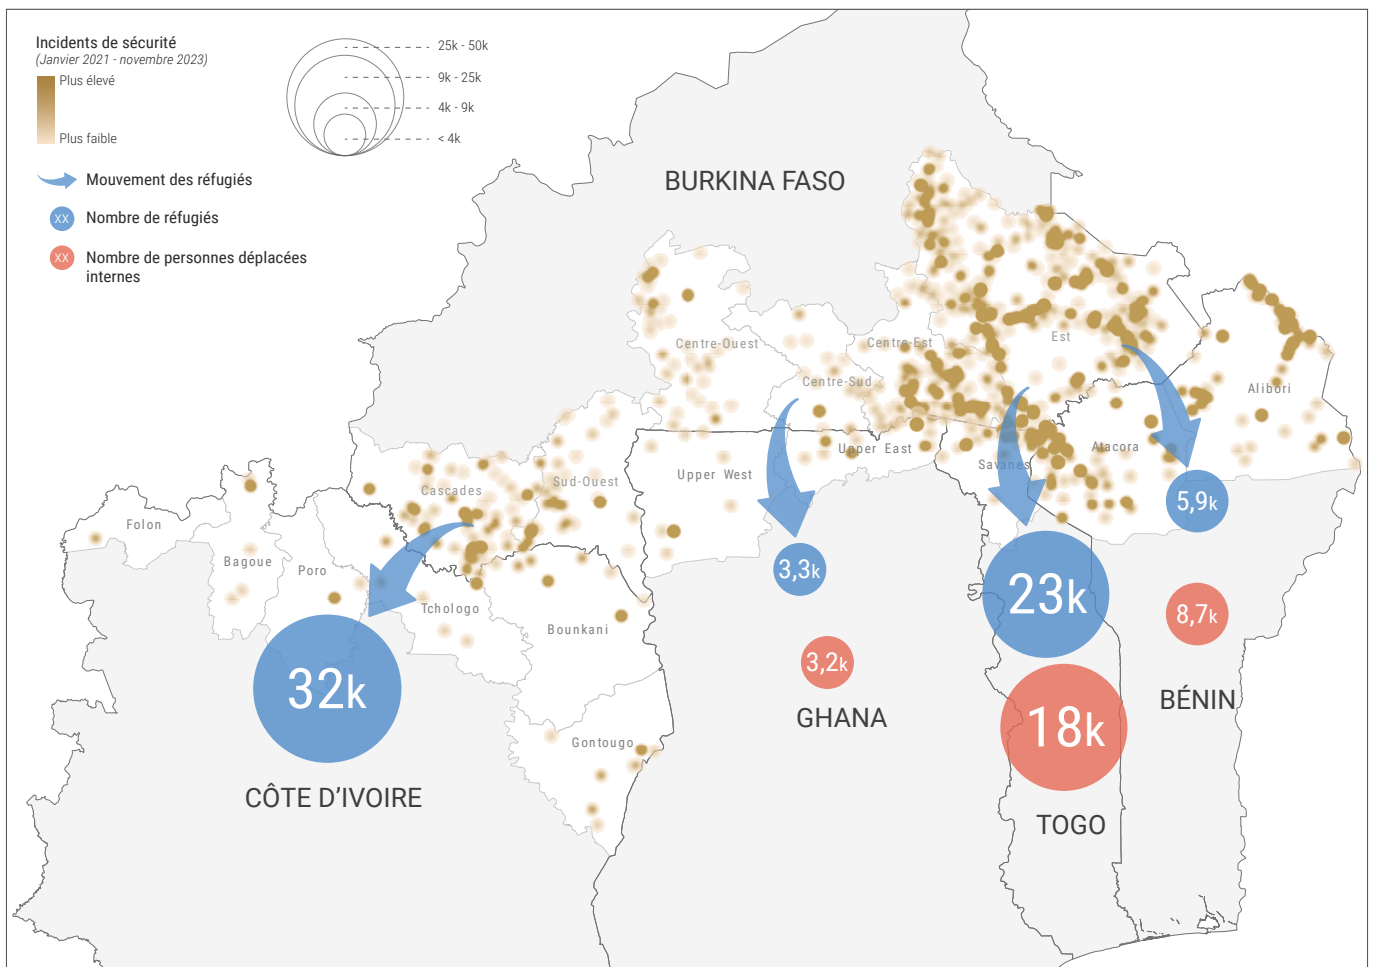 Incidents de sécurité
(Janvier 2021 - novembre 2023)
Plus élevé
Plus faible
25k - 50k
9k - 25k
4k - 9k
< 4k
Mouvement des réfugiés
XX Nombre de réfugiés
XX Nombre de personnes déplacées
internes
BURKINA FASO
Centre-Ouest
Centre-Est
Est
Centre-Sud
Alibori
Upper West
Upper East
Atacora
Savanes
Cascades
Sud-Ouest
Folon
Bagoue
Poro
Tchologo
Bounkani
Gontougo
5,9k
3,3k
23k
8,7k
32k
3,2k
18k
BÉNIN
GHANA
CÔTE D'IVOIRE
TOGO